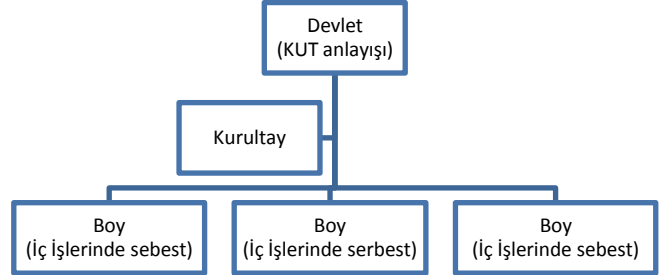 Devlet
(KUT anlayışı)
Kurultay
Boy
(İç İşlerinde sebest)
Boy
(İç İşlerinde serbest)
Boy
(İç İşlerinde sebest)